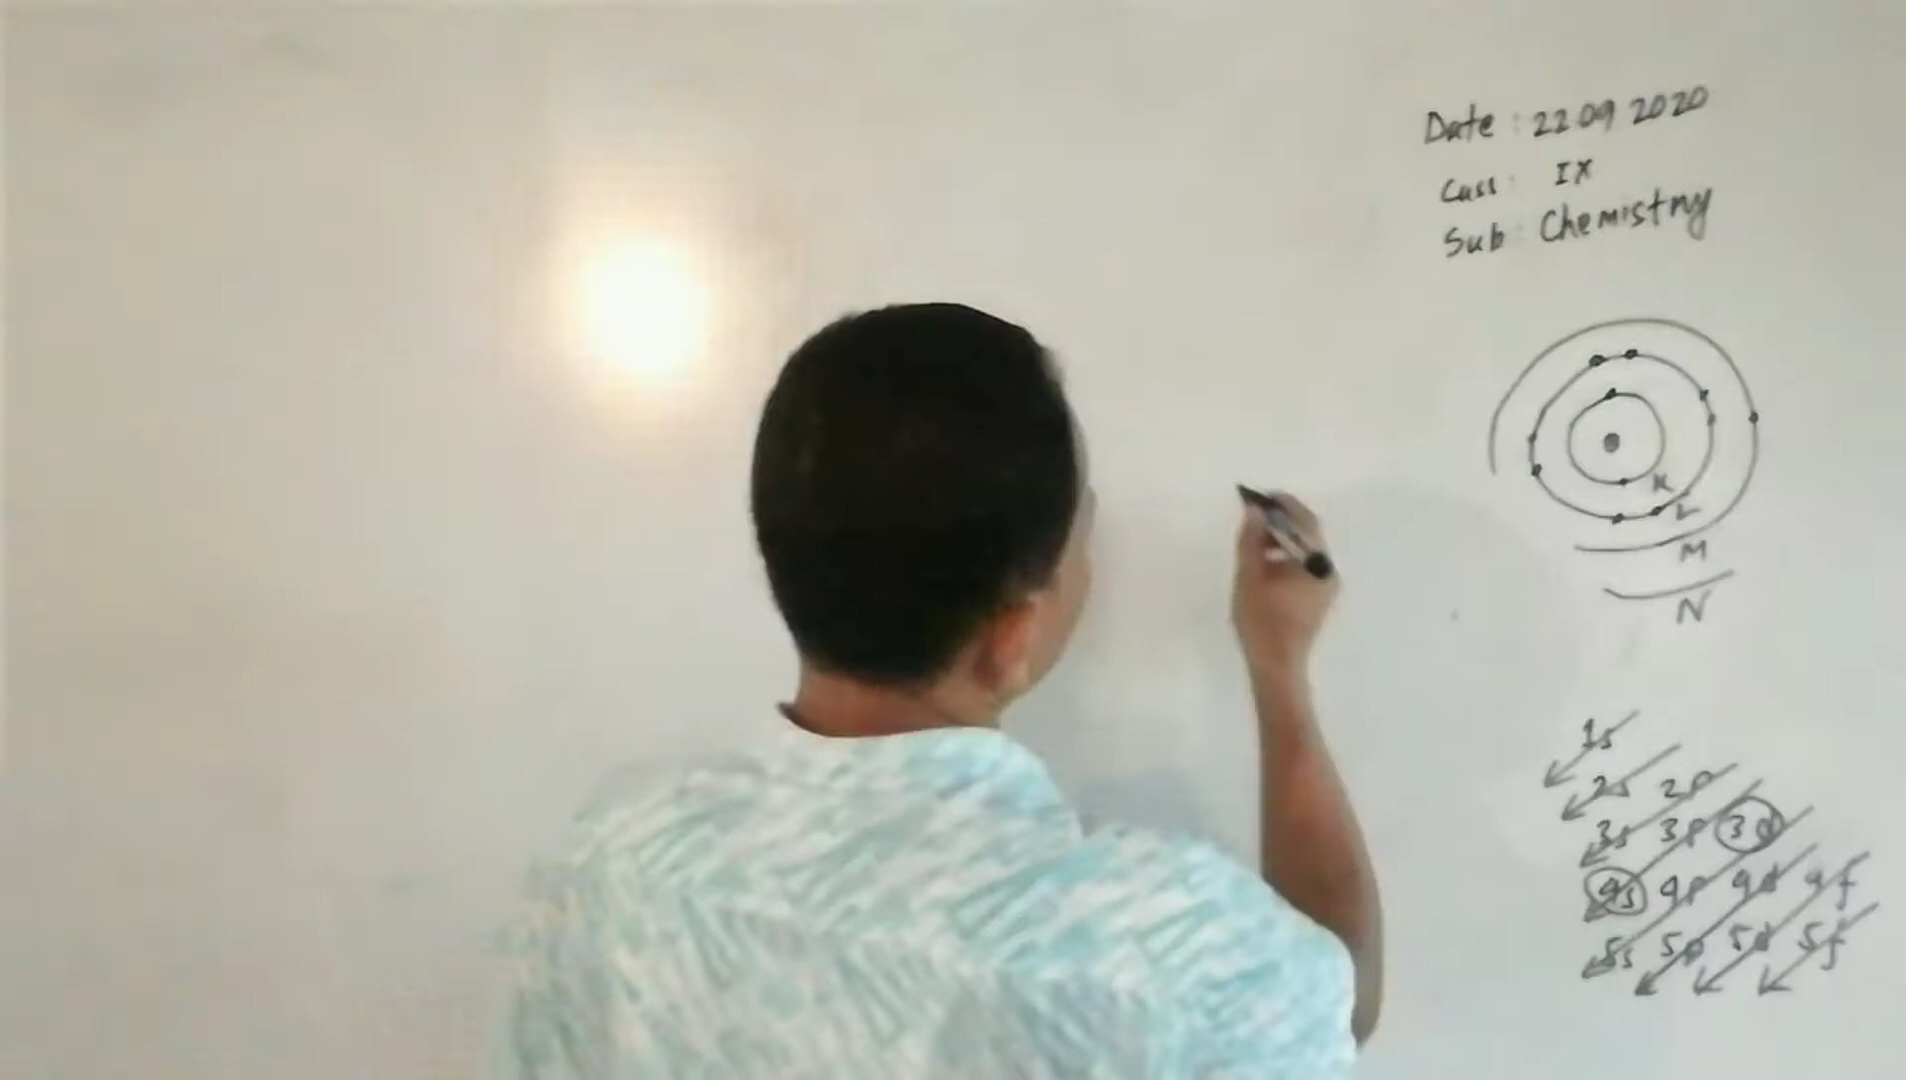 Date : 22 09 2020
Class : IX
Sub : Chemistry
K
L
M
N
1s
2s 2p
3s 3p 3d
4s 4p 4d 4f
5s 5p 5d 5f